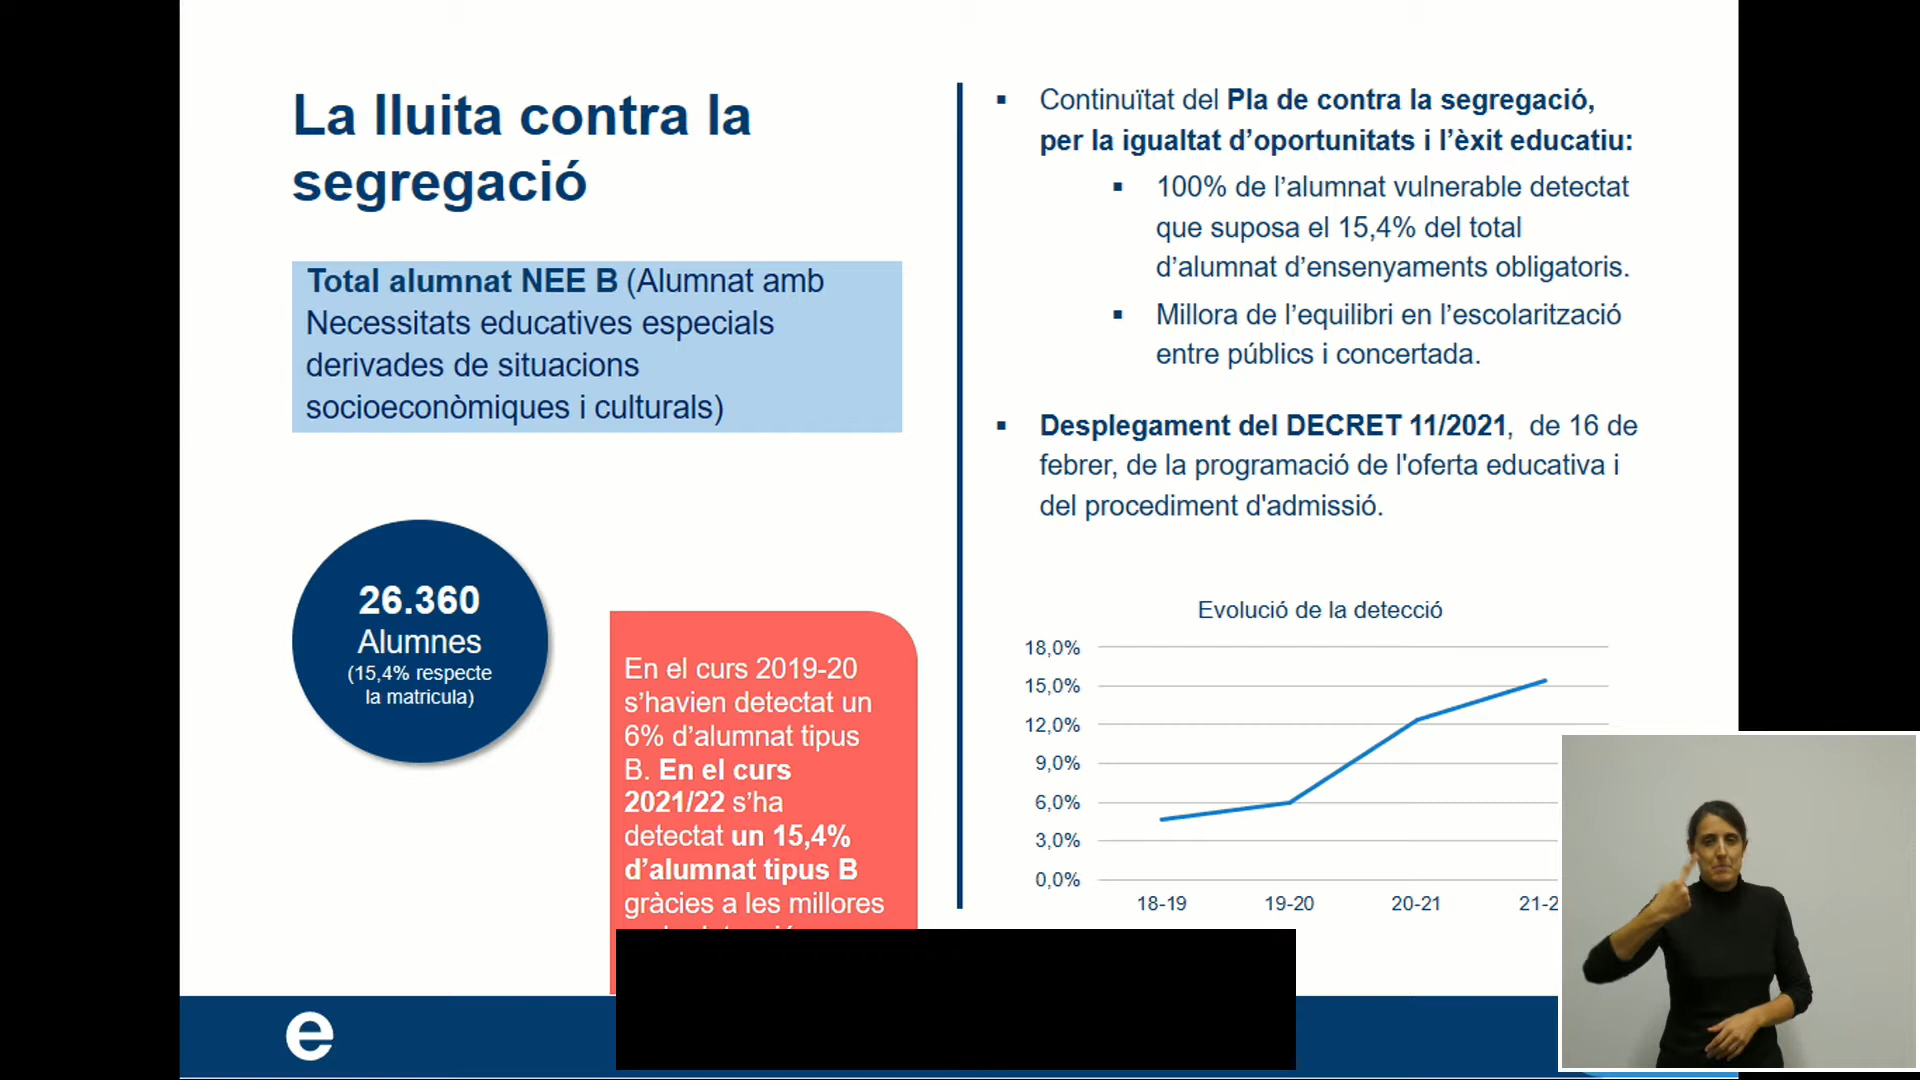 La lluita contra la
segregació
Total alumnat NEE B (Alumnat amb
Necessitats educatives especials
derivades de situacions
socioeconòmiques i culturals)
26.360
Alumnes
(15,4% respecte
la matricula)
En el curs 2019-20
s’havien detectat un
6% d’alumnat tipus
B. En el curs
2021/22 s’ha
detectat un 15,4%
d’alumnat tipus B
gràcies a les millores
▪ Continuïtat del Pla de contra la segregació,
per la igualtat d’oportunitats i l’èxit educatiu:
▪ 100% de l’alumnat vulnerable detectat
que suposa el 15,4% del total
d’alumnat d’ensenyaments obligatoris.
▪ Millora de l’equilibri en l’escolarització
entre públics i concertada.
▪ Desplegament del DECRET 11/2021, de 16 de
febrer, de la programació de l'oferta educativa i
del procediment d'admissió.
Evolució de la detecció
18,0%
15,0%
12,0%
9,0%
6,0%
3,0%
0,0%
18-19 19-20 20-21 21-2
e